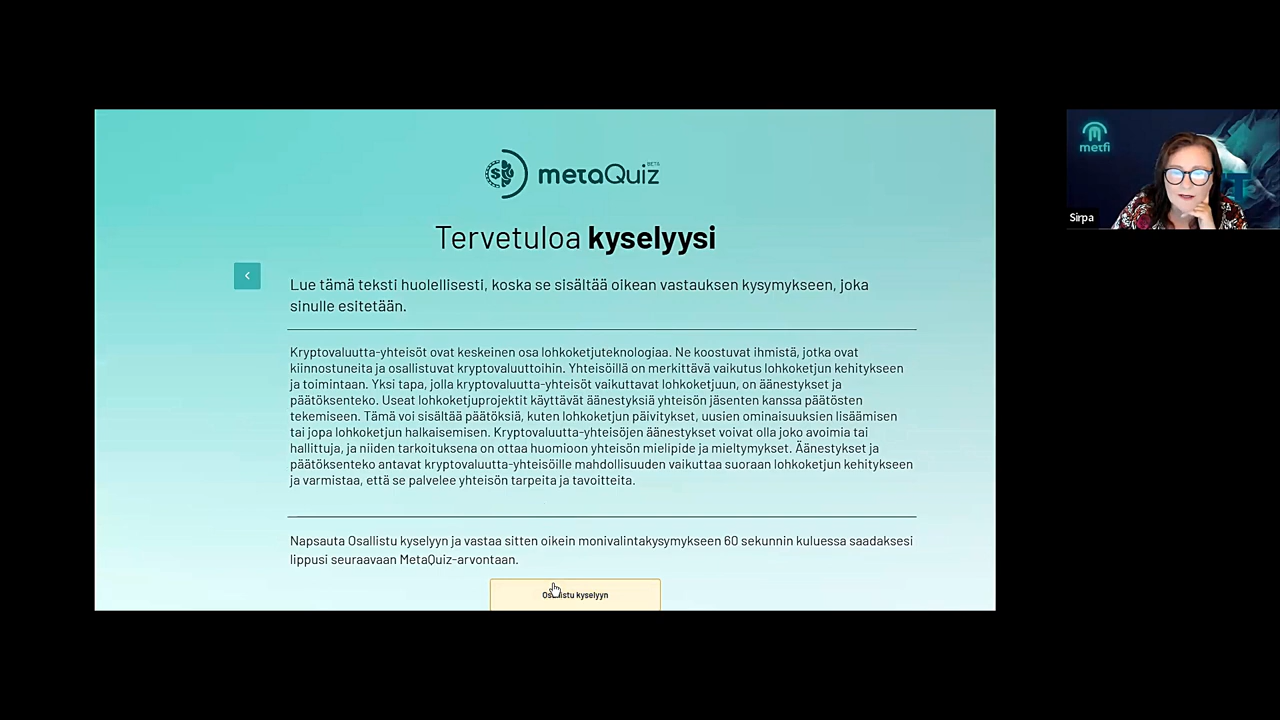 metaQuiz BETA
Tervetuloa kyselyysi
Lue tämä teksti huolellisesti, koska se sisältää oikean vastauksen kysymykseen, joka
sinulle esitetään.
Kryptovaluutta-yhteisöt ovat keskeinen osa lohkoketjuteknologiaa. Ne koostuvat ihmistä, jotka ovat
kiinnostuneita ja osallistuvat kryptovaluuttoihin. Yhteisöillä on merkittävä vaikutus lohkoketjun kehitykseen
ja toimintaan. Yksi tapa, jolla kryptovaluutta-yhteisöt vaikuttavat lohkoketjuun, on äänestykset ja
päätöksenteko. Useat lohkoketjuprojektit käyttävät äänestyksiä yhteisön jäsenten kanssa päätösten
tekemiseen. Tämä voi sisältää päätöksiä, kuten lohkoketjun päivitykset, uusien ominaisuuksien lisäämisen
tai jopa lohkoketjun halkaisemisen. Kryptovaluutta-yhteisöjen äänestykset voivat olla joko avoimia tai
hallittuja, ja niiden tarkoituksena on ottaa huomioon yhteisön mielipide ja mieltymykset. Äänestykset ja
päätöksenteko antavat kryptovaluutta-yhteisöille mahdollisuuden vaikuttaa suoraan lohkoketjun kehitykseen
ja varmistaa, että se palvelee yhteisön tarpeita ja tavoitteita.
Napsauta Osallistu kyselyyn ja vastaa sitten oikein monivalintakysymykseen 60 sekunnin kuluessa saadaksesi
lippusi seuraavaan MetaQuiz-arvontaan.
Osallistu kyselyyn
metfi
Sirpa